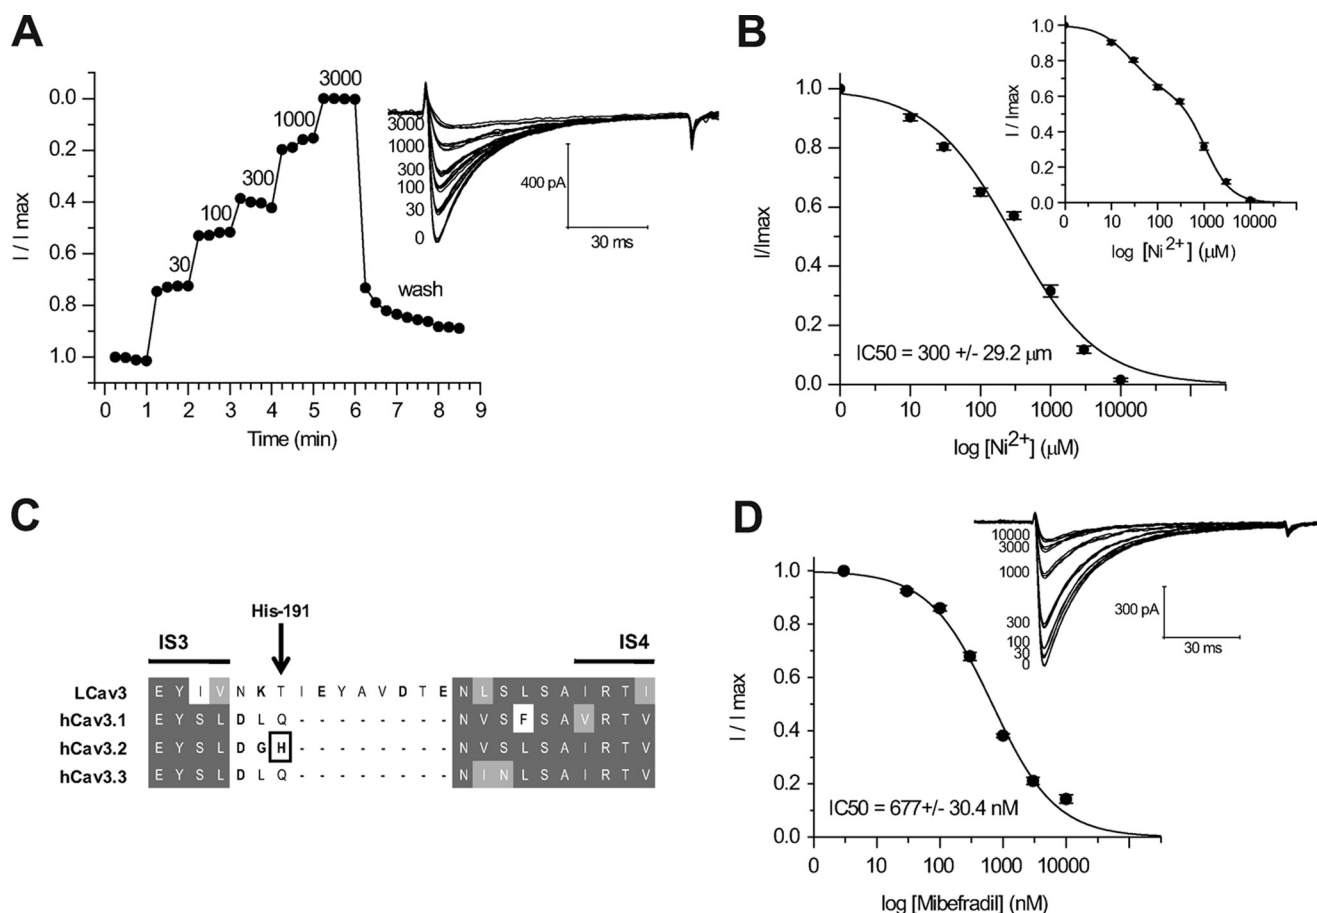 A
0.0
0.2
0.4
0.6
0.8
1.0
I / I max
0 1 2 3 4 5 6 7 8 9
Time (min)
30
100
300
1000
3000
wash
3000
1000
300
100
30
0
400 pA
30 ms
B
1.0
0.8
0.6
0.4
0.2
0.0
I/Imax
0 10 100 1000 10000
log [Ni2+] (μM)
IC50 = 300 +/- 29.2 μm
1.0
0.8
0.6
0.4
0.2
0.0
I / Imax
0 10 100 1000 10000
log [Ni2+] (μM)
C
His-191
IS3 IS4
LCav3 E Y I V N K T I E Y A V D T E N L S L S A I R T I
hCav3.1 E Y S L D L Q - - - - - - - - N V S F S A V R T V
hCav3.2 E Y S L D G H - - - - - - - - N V S L S A I R T V
hCav3.3 E Y S L D L Q - - - - - - - - N I N L S A I R T V
D
1.0
0.8
0.6
0.4
0.2
0.0
I / I max
0 10 100 1000 10000
log [Mibefradil] (nM)
IC50 = 677+/- 30.4 nM
10000
3000
1000
300
100
30
0
300 pA
30 ms